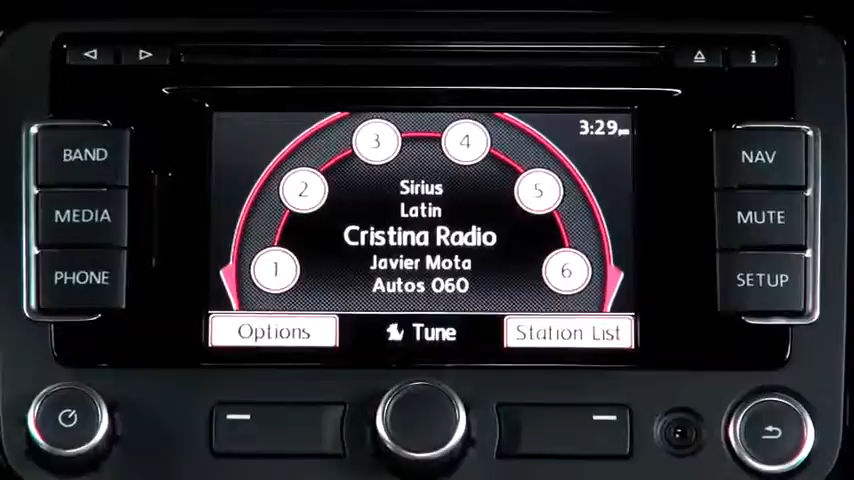 BAND
MEDIA
PHONE
3:29PM
1
2
3
4
5
6
Sirius
Latin
Cristina Radio
Javier Mota
Autos 060
Options
Tune
Station List
i
NAV
MUTE
SETUP